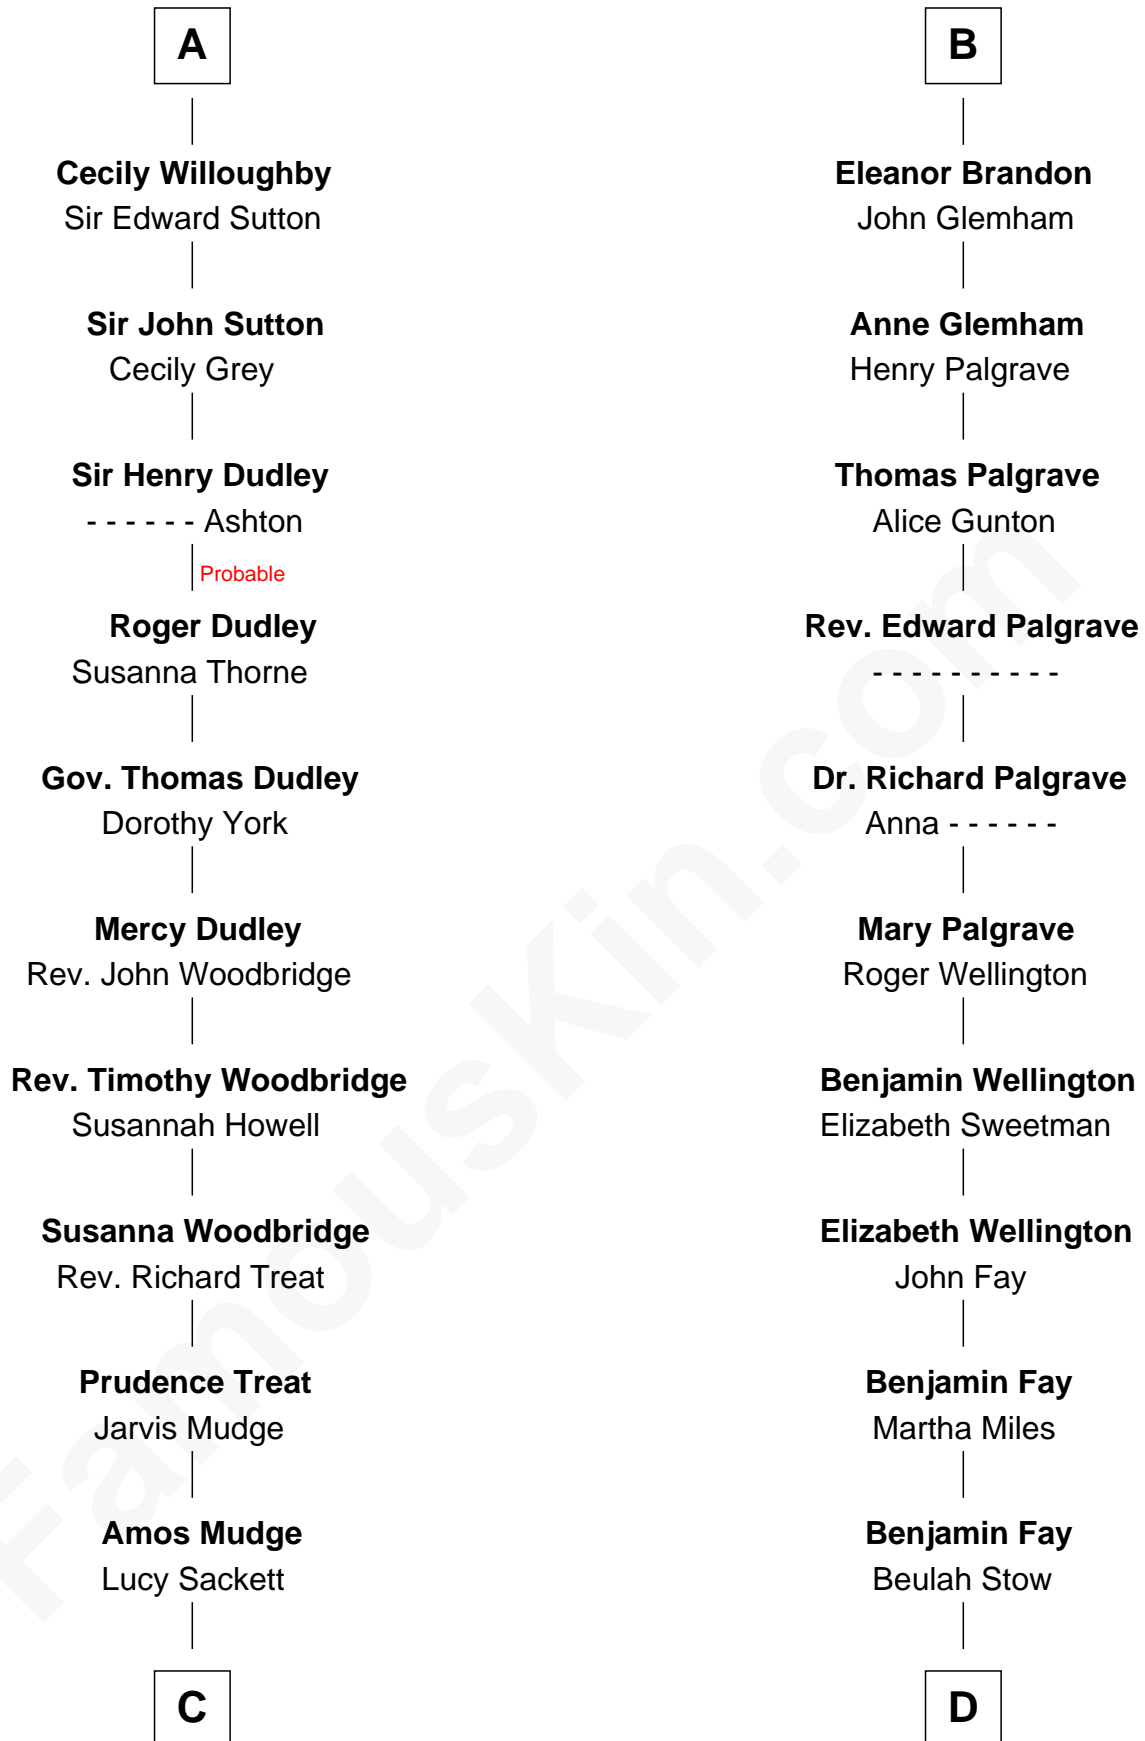 A
Cecily Willoughby
Sir Edward Sutton
Sir John Sutton
Cecily Grey
Sir Henry Dudley
- - - - - - Ashton
Probable
Roger Dudley
Susanna Thorne
Gov. Thomas Dudley
Dorothy York
Mercy Dudley
Rev. John Woodbridge
Rev. Timothy Woodbridge
Susannah Howell
Susanna Woodbridge
Rev. Richard Treat
Prudence Treat
Jarvis Mudge
Amos Mudge
Lucy Sackett
C
B
Eleanor Brandon
John Glemham
Anne Glemham
Henry Palgrave
Thomas Palgrave
Alice Gunton
Rev. Edward Palgrave
- - - - - - - - - -
Dr. Richard Palgrave
Anna - - - - - -
Mary Palgrave
Roger Wellington
Benjamin Wellington
Elizabeth Sweetman
Elizabeth Wellington
John Fay
Benjamin Fay
Martha Miles
Benjamin Fay
Beulah Stow
D
FamousKin.com